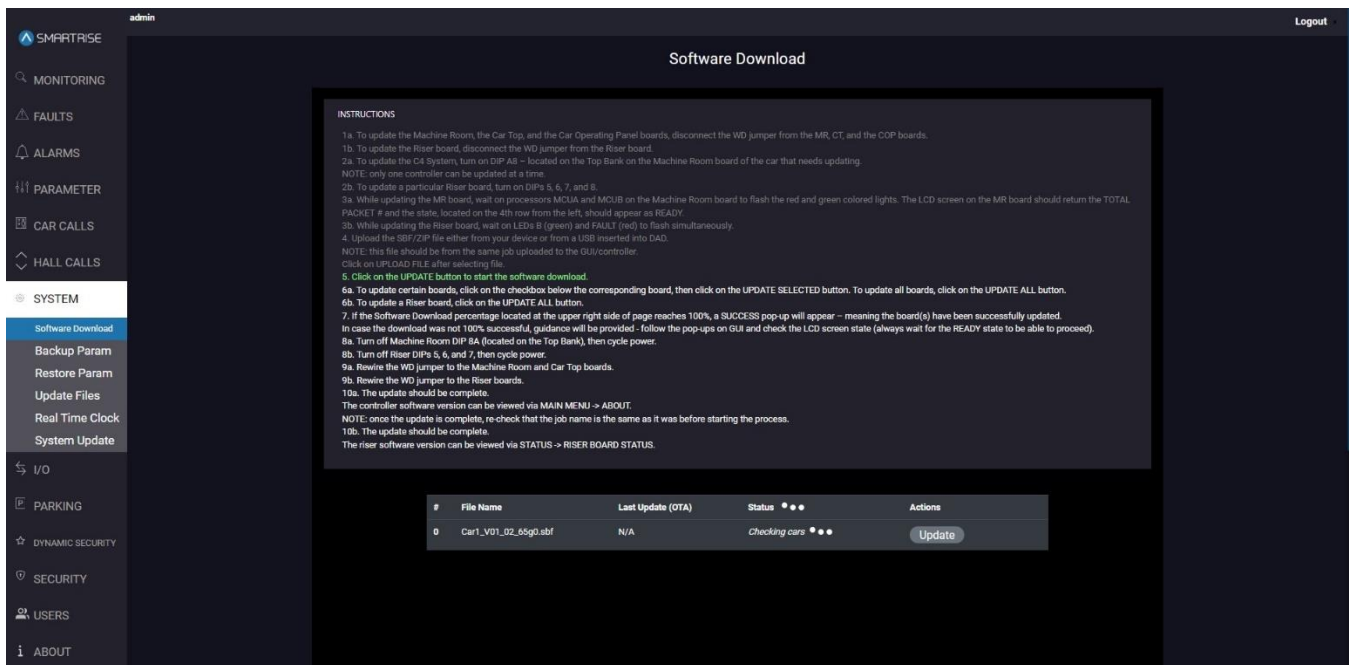 admin
Logout
SMARTRISE
MONITORING
FAULTS
ALARMS
PARAMETER
CAR CALLS
HALL CALLS
SYSTEM
Software Download
Backup Param
Restore Param
Update Files
Real Time Clock
System Update
I/O
PARKING
DYNAMIC SECURITY
SECURITY
USERS
ABOUT
Software Download
INSTRUCTIONS
1a. To update the Machine Room, the Car Top, and the Car Operating Panel boards, disconnect the WD jumper from the MR, CT, and the COP boards.
1b. To update the Riser board, disconnect the WD jumper from the Riser board.
2a. To update the C4 System, turn on DIP A8 – located on the Top Bank on the Machine Room board of the car that needs updating.
NOTE: only one controller can be updated at a time.
2b. To update a particular Riser board, turn on DIPs 5, 6, 7, and 8.
3a. While updating the MR board, wait on processors MCUA and MCUB on the Machine Room board to flash the red and green colored lights. The LCD screen on the MR board should return the TOTAL
PACKET # and the state, located on the 4th row from the left, should appear as READY.
3b. While updating the Riser board, wait on LEDs B (green) and FAULT (red) to flash simultaneously.
4. Upload the SBF/ZIP file either from your device or from a USB inserted into DAD.
NOTE: this file should be from the same job uploaded to the GUI/controller.
Click on UPLOAD FILE after selecting file.
5. Click on the UPDATE button to start the software download.
6a. To update certain boards, click on the checkbox below the corresponding board, then click on the UPDATE SELECTED button. To update all boards, click on the UPDATE ALL button.
6b. To update a Riser board, click on the UPDATE ALL button.
7. If the Software Download percentage located at the upper right side of page reaches 100%, a SUCCESS pop-up will appear – meaning the board(s) have been successfully updated.
In case the download was not 100% successful, guidance will be provided - follow the pop-ups on GUI and check the LCD screen state (always wait for the READY state to be able to proceed).
8a. Turn off Machine Room DIP 8A (located on the Top Bank), then cycle power.
8b. Turn off Riser DIPs 5, 6, and 7, then cycle power.
9a. Rewire the WD jumper to the Machine Room and Car Top boards.
9b. Rewire the WD jumper to the Riser boards.
10a. The update should be complete.
The controller software version can be viewed via MAIN MENU -> ABOUT.
NOTE: once the update is complete, re-check that the job name is the same as it was before starting the process.
10b. The update should be complete.
The riser software version can be viewed via STATUS -> RISER BOARD STATUS.
# File Name Last Update (OTA) Status Actions
0 Car1_V01_02_65g0.sbf N/A Checking cars Update